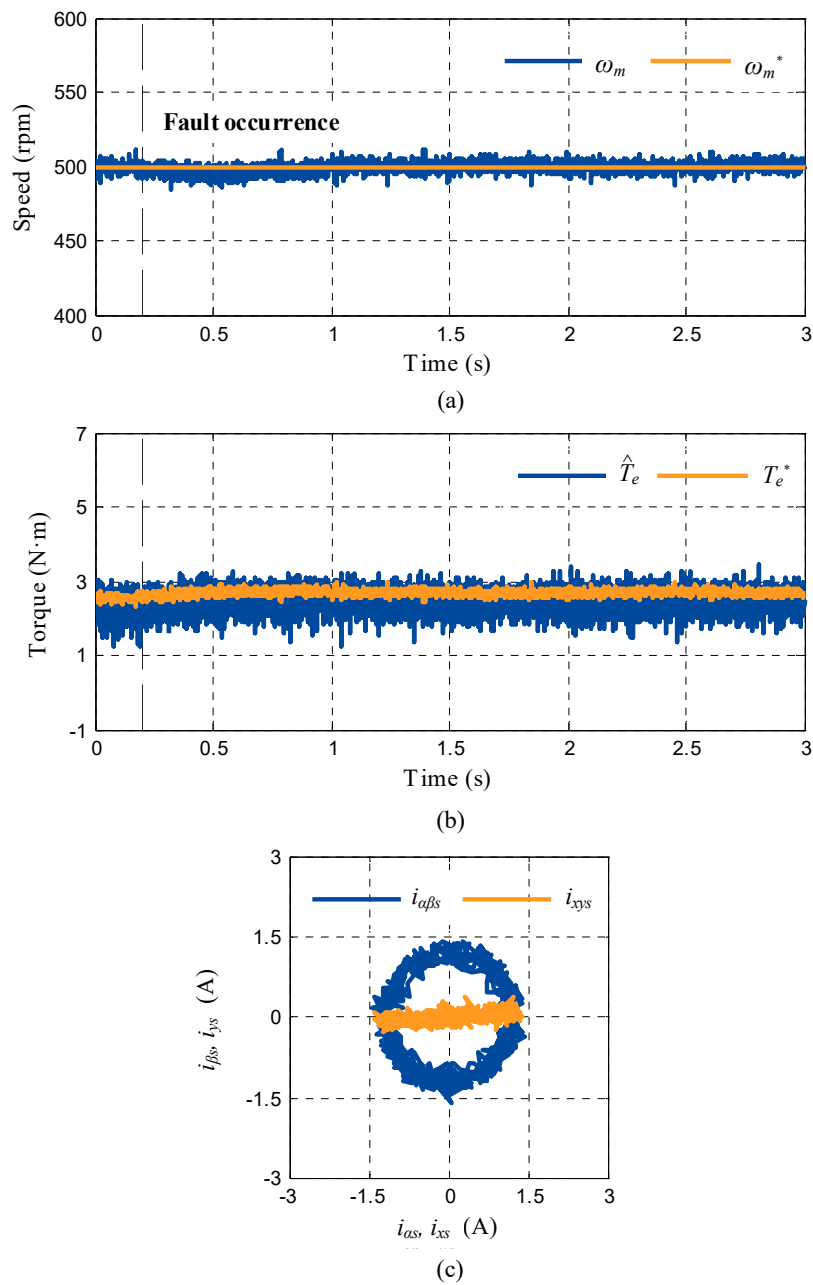 600
550
500
450
400
Speed (rpm)
ωm
ωm*
Fault occurrence
0
0.5
1
1.5
2
2.5
3
Time (s)
(a)
7
5
3
1
-1
Torque (N·m)
T̂e
Te*
0
0.5
1
1.5
2
2.5
3
Time (s)
(b)
3
1.5
0
-1.5
-3
iβs, iys (A)
iαβs
ixys
-3
-1.5
0
1.5
3
iαs, ixs (A)
(c)